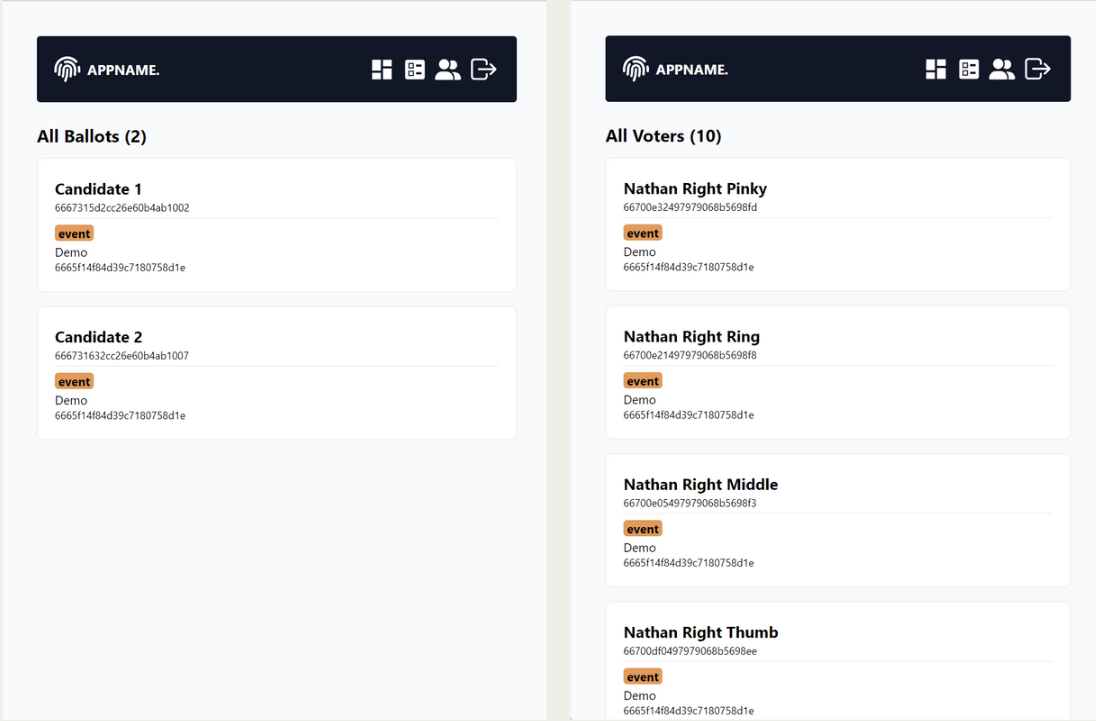 APPNAME.
All Ballots (2)
Candidate 1
6667315d2cc26e60b4ab1002
event
Demo
6665f14f84d39c7180758d1e
Candidate 2
666731632cc26e60b4ab1007
event
Demo
6665f14f84d39c7180758d1e
APPNAME.
All Voters (10)
Nathan Right Pinky
66700e32497979068b5698fd
event
Demo
6665f14f84d39c7180758d1e
Nathan Right Ring
66700e21497979068b5698f8
event
Demo
6665f14f84d39c7180758d1e
Nathan Right Middle
66700e05497979068b5698f3
event
Demo
6665f14f84d39c7180758d1e
Nathan Right Thumb
66700df0497979068b5698ee
event
Demo
6665f14f84d39c7180758d1e